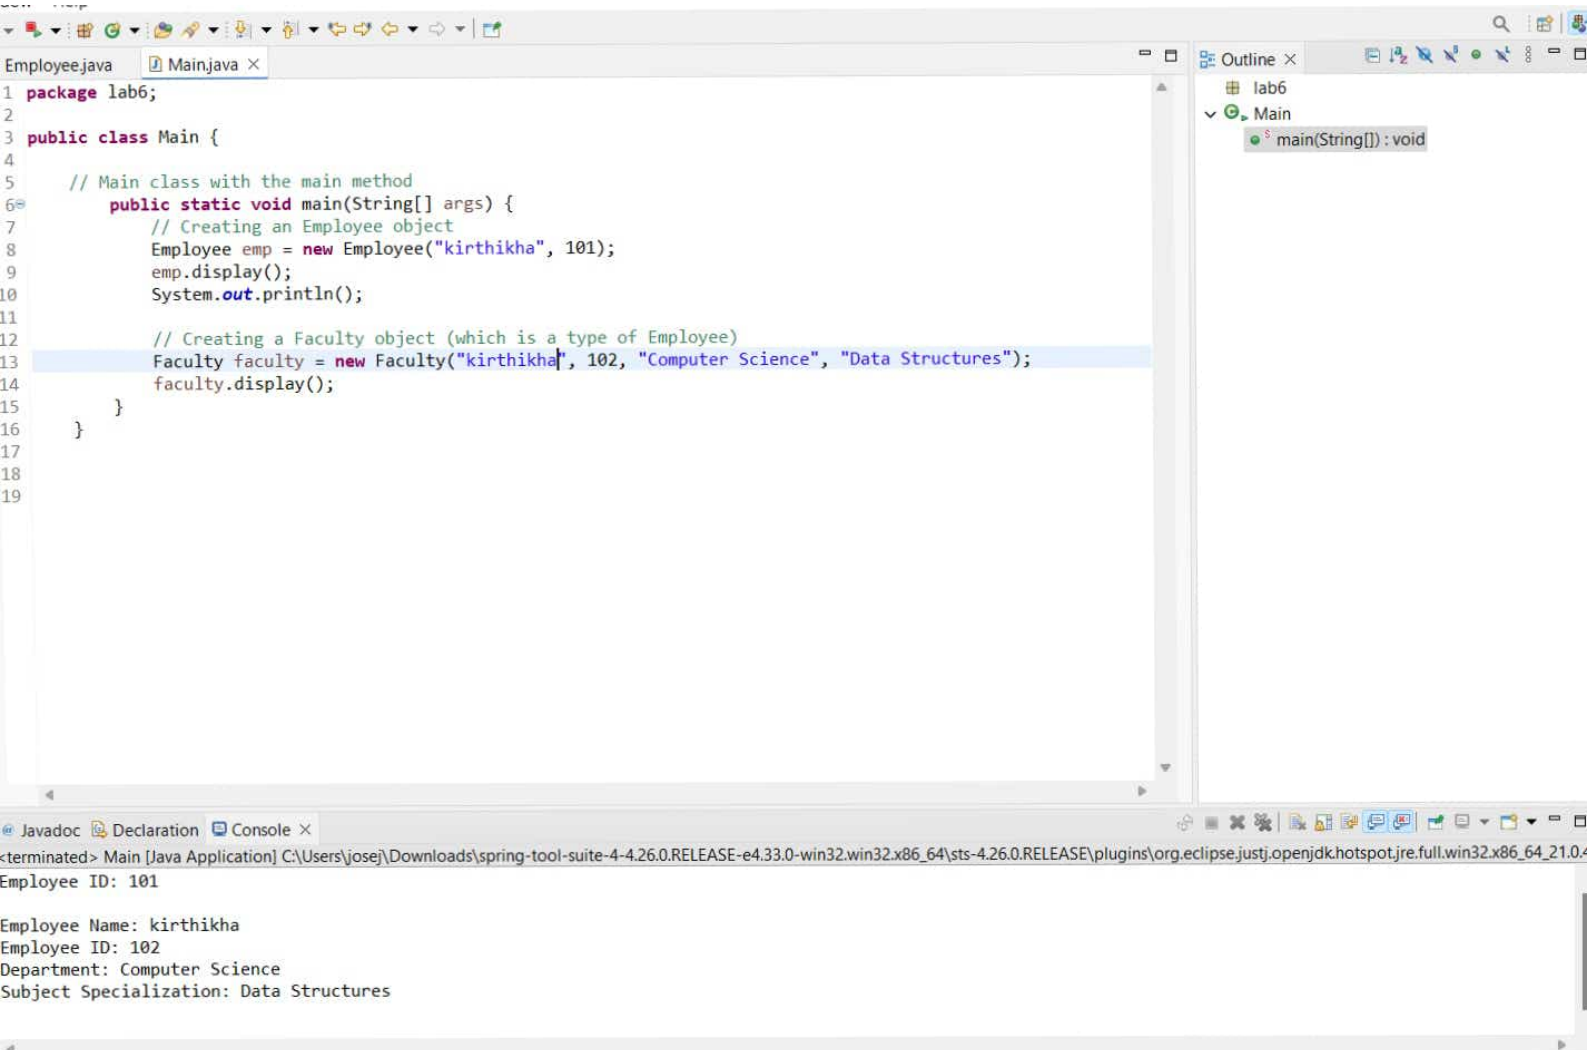 Employee.java
Main.java
Outline
lab6
Main
main(String[]) : void
1 package lab6;
2
3 public class Main {
4
5 // Main class with the main method
6 public static void main(String[] args) {
7 // Creating an Employee object
8 Employee emp = new Employee("kirthikha", 101);
9 emp.display();
10 System.out.println();
11
12 // Creating a Faculty object (which is a type of Employee)
13 Faculty faculty = new Faculty("kirthikha", 102, "Computer Science", "Data Structures");
14 faculty.display();
15 }
16 }
17
18
19
@ Javadoc Declaration Console
<terminated> Main [Java Application] C:\Users\josej\Downloads\spring-tool-suite-4-4.26.0.RELEASE-e4.33.0-win32.win32.x86_64\sts-4.26.0.RELEASE\plugins\org.eclipse.justj.openjdk.hotspot.jre.full.win32.x86_64_21.0.4
Employee ID: 101
Employee Name: kirthikha
Employee ID: 102
Department: Computer Science
Subject Specialization: Data Structures